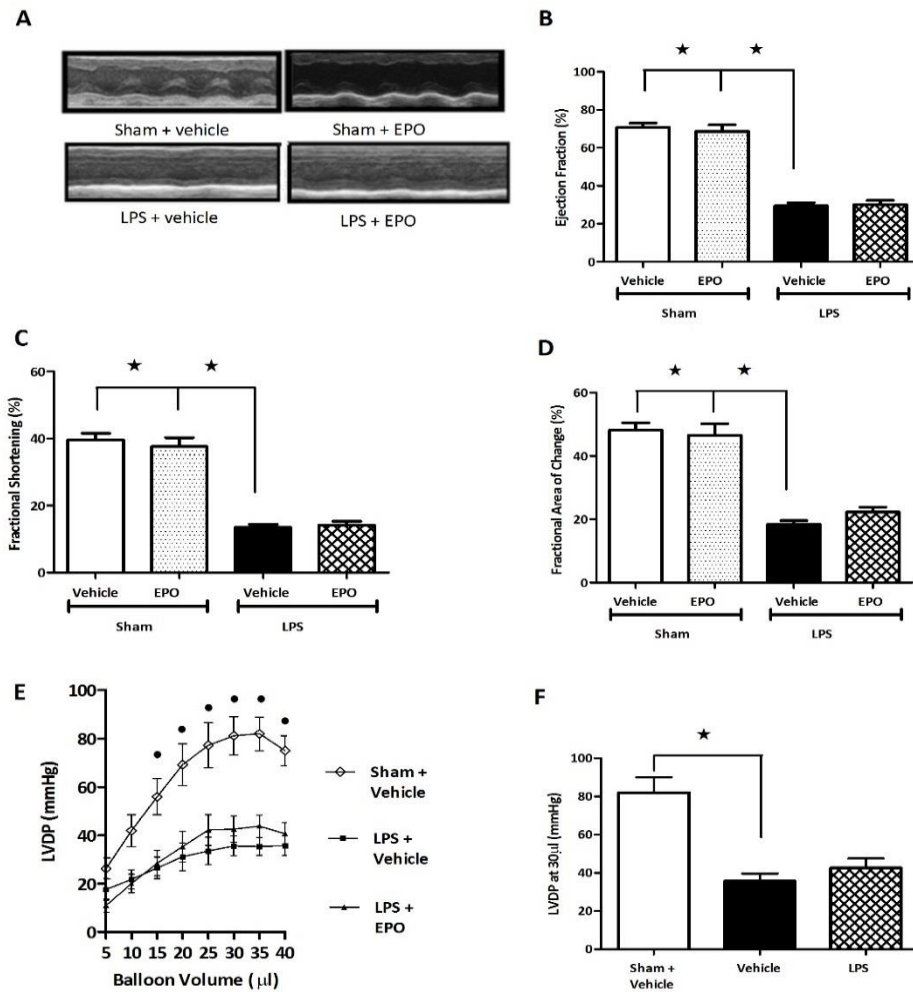 A
Sham + vehicle
Sham + EPO
LPS + vehicle
LPS + EPO
B
★ ★
Ejection Fraction (%)
100
80
60
40
20
0
Vehicle EPO Vehicle EPO
Sham LPS
C
★ ★
Fractional Shortening (%)
60
40
20
0
Vehicle EPO Vehicle EPO
Sham LPS
D
★ ★
Fractional Area of Change (%)
60
40
20
0
Vehicle EPO Vehicle EPO
Sham LPS
E
LVDP (mmHg)
100
80
60
40
20
0
5 10 15 20 25 30 35 40
Balloon Volume ( μl)
Sham +
Vehicle
LPS +
Vehicle
LPS +
EPO
F
★
LVDP at 30μl (mmHg)
100
80
60
40
20
0
Sham +
Vehicle
Vehicle
LPS